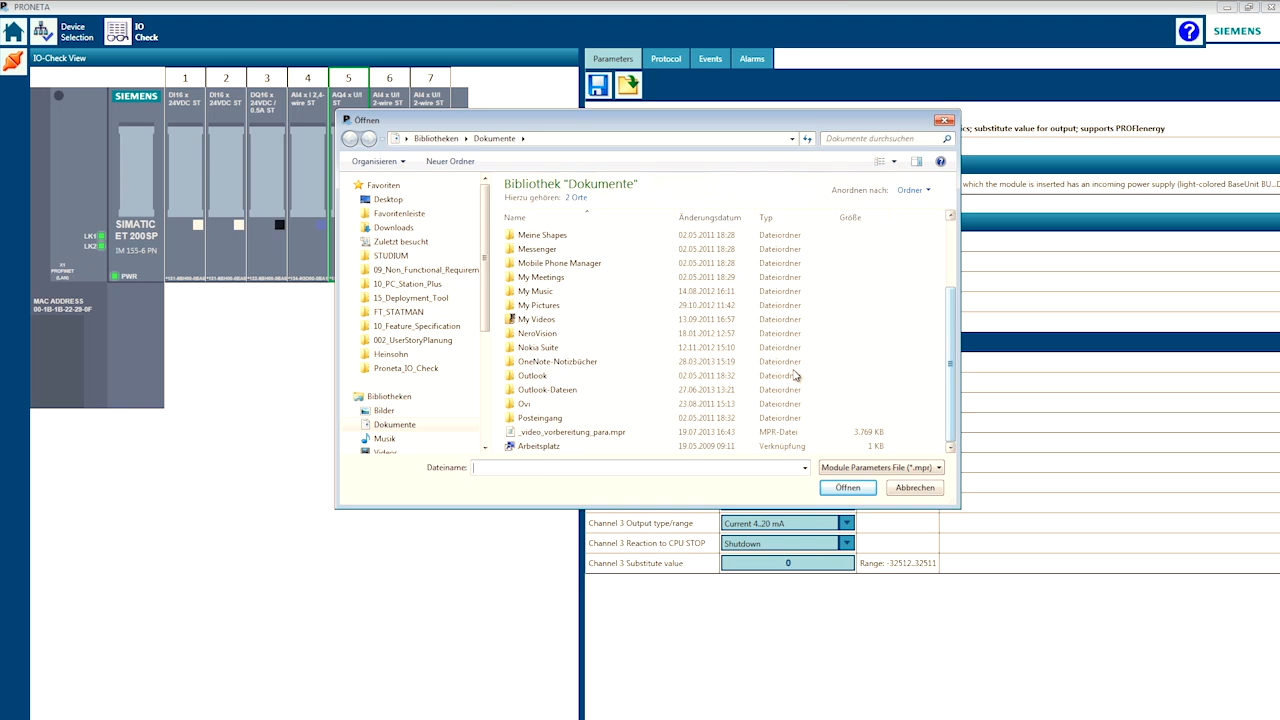 PRONETA
Device
Selection
IO
Check
SIEMENS
IO-Check View
Parameters
Protocol
Events
Alarms
1
2
3
4
5
6
7
SIEMENS
DI16 x
24VDC ST
DI16 x
24VDC ST
DQ16 x
24VDC /
0.5A ST
AI4 x I 2,4-
wire ST
AQ4 x U/I
ST
AI4 x U/I
2-wire ST
AI4 x U/I
2-wire ST
SIMATIC
ET 200SP
IM 155-6 PN
LK1
LK2
X1
PROFINET
(LAN)
PWR
MAC ADDRESS
00-1B-1B-22-29-0F
cs; substitute value for output; supports PROFIenergy
which the module is inserted has an incoming power supply (light-colored BaseUnit BU...D
Öffnen
Bibliotheken
Dokumente
Dokumente durchsuchen
Organisieren
Neuer Ordner
Favoriten
Desktop
Favoritenleiste
Downloads
Zuletzt besucht
STUDIUM
09_Non_Functional_Requirem
10_PC_Station_Plus
15_Deployment_Tool
FT_STATMAN
10_Feature_Specification
002_UserStoryPlanung
Heinsohn
Proneta_IO_Check
Bibliotheken
Bilder
Dokumente
Musik
Videos
Bibliothek "Dokumente"
Hierzu gehören: 2 Orte
Anordnen nach: Ordner
Name Änderungsdatum Typ Größe
Meine Shapes 02.05.2011 18:28 Dateiordner
Messenger 02.05.2011 18:28 Dateiordner
Mobile Phone Manager 02.05.2011 18:28 Dateiordner
My Meetings 02.05.2011 18:29 Dateiordner
My Music 14.08.2012 16:11 Dateiordner
My Pictures 29.10.2012 11:42 Dateiordner
My Videos 13.09.2011 16:57 Dateiordner
NeroVision 18.01.2012 12:57 Dateiordner
Nokia Suite 12.11.2012 15:10 Dateiordner
OneNote-Notizbücher 28.03.2013 15:19 Dateiordner
Outlook 02.05.2011 18:32 Dateiordner
Outlook-Dateien 27.06.2013 13:21 Dateiordner
Ovi 23.08.2011 15:13 Dateiordner
Posteingang 02.05.2011 18:32 Dateiordner
_video_vorbereitung_para.mpr 19.07.2013 16:43 MPR-Datei 3.769 KB
Arbeitsplatz 19.05.2009 09:11 Verknüpfung 1 KB
Dateiname:
Module Parameters File (*.mpr)
Öffnen
Abbrechen
Channel 3 Output type/range Current 4..20 mA
Channel 3 Reaction to CPU STOP Shutdown
Channel 3 Substitute value 0 Range: -32512..32511